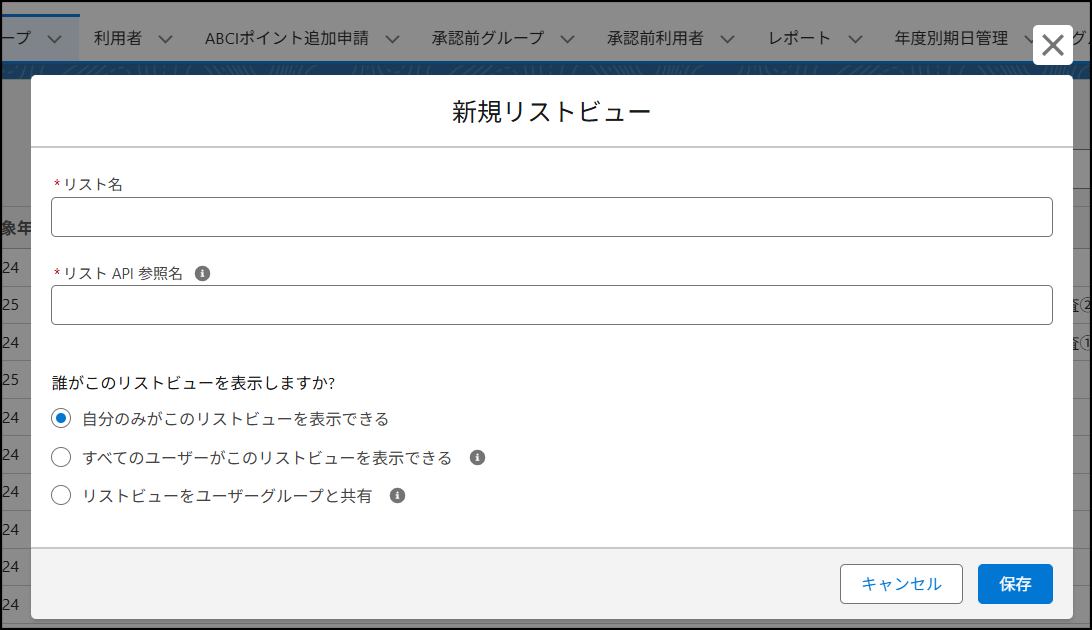 ープ 利用者 ABCIポイント追加申請 承認前グループ 承認前利用者 レポート 年度別期日管理
新規リストビュー
*リスト名
*リスト API 参照名
誰がこのリストビューを表示しますか?
自分のみがこのリストビューを表示できる
すべてのユーザーがこのリストビューを表示できる
リストビューをユーザーグループと共有
キャンセル 保存
象年
24
25 査②
24 査①
25
24
24
24
24
24
24